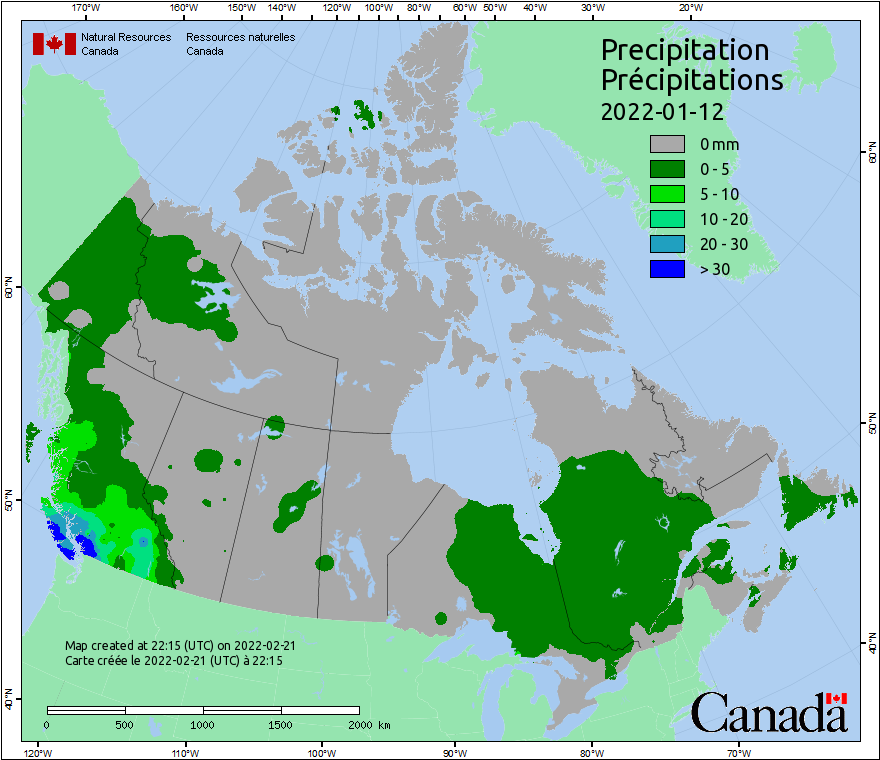 170°W 160°W 150°W 140°W 130°W 120°W 110°W 100°W 90°W 80°W 60°W 50°W 40°W 30°W 20°W
Natural Resources Canada
Ressources naturelles Canada
Precipitation
Précipitations
2022-01-12
0 mm
0 - 5
5 - 10
10 - 20
20 - 30
> 30
60°N
50°N
40°N
60°N
50°N
40°N
Map created at 22:15 (UTC) on 2022-02-21
Carte créée le 2022-02-21 (UTC) à 22:15
0 500 1000 1500 2000 km
Canada
120°W 110°W 100°W 90°W 80°W 70°W